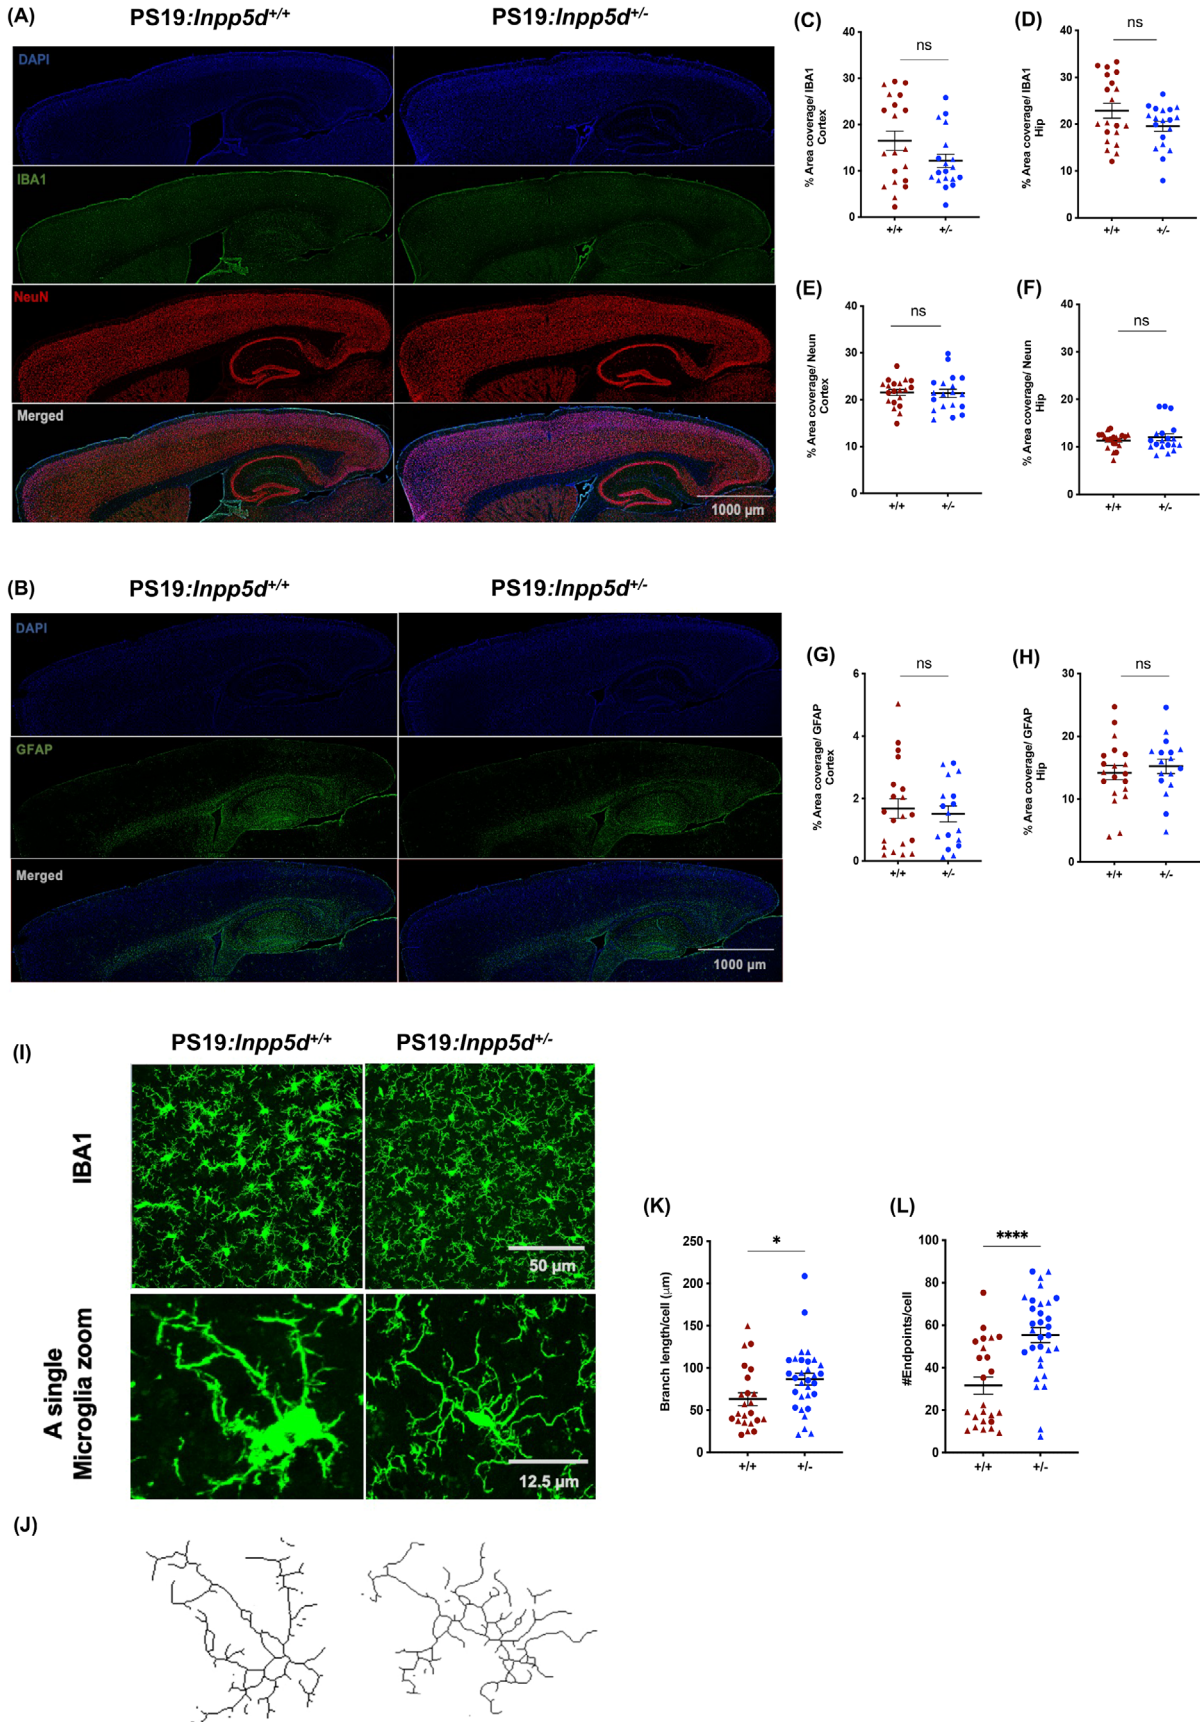 (A)
PS19:Inpp5d+/+
PS19:Inpp5d+/-
DAPI
IBA1
NeuN
Merged
1000 µm
(C)
ns
% Area coverage/ IBA1
Cortex
40
30
20
10
0
+/+
+/-
(D)
ns
% Area coverage/ IBA1
Hip
40
30
20
10
0
+/+
+/-
(E)
ns
% Area coverage/ Neun
Cortex
40
30
20
10
0
+/+
+/-
(F)
ns
% Area coverage/ Neun
Hip
40
30
20
10
0
+/+
+/-
(B)
PS19:Inpp5d+/+
PS19:Inpp5d+/-
DAPI
GFAP
Merged
1000 µm
(G)
ns
% Area coverage/ GFAP
Cortex
6
4
2
0
+/+
+/-
(H)
ns
% Area coverage/ GFAP
Hip
30
20
10
0
+/+
+/-
(I)
PS19:Inpp5d+/+
PS19:Inpp5d+/-
IBA1
50 µm
A single
Microglia zoom
12.5 µm
(J)
(K)
*
Branch length/cell (µm)
250
200
150
100
50
0
+/+
+/-
(L)
****
#Endpoints/cell
100
80
60
40
20
0
+/+
+/-